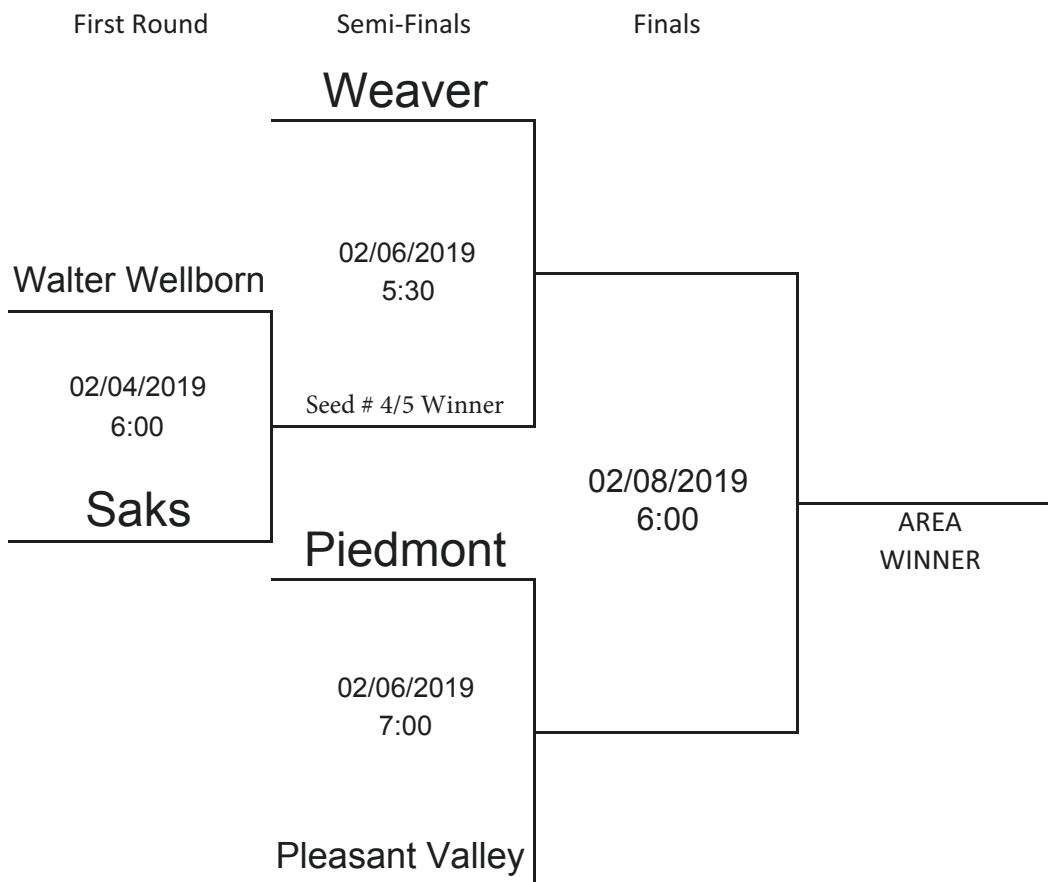 First Round Semi-Finals Finals
Weaver
02/06/2019
5:30
Walter Wellborn
02/04/2019
6:00
Seed # 4/5 Winner
Saks
02/08/2019
6:00
AREA
WINNER
Piedmont
02/06/2019
7:00
Pleasant Valley